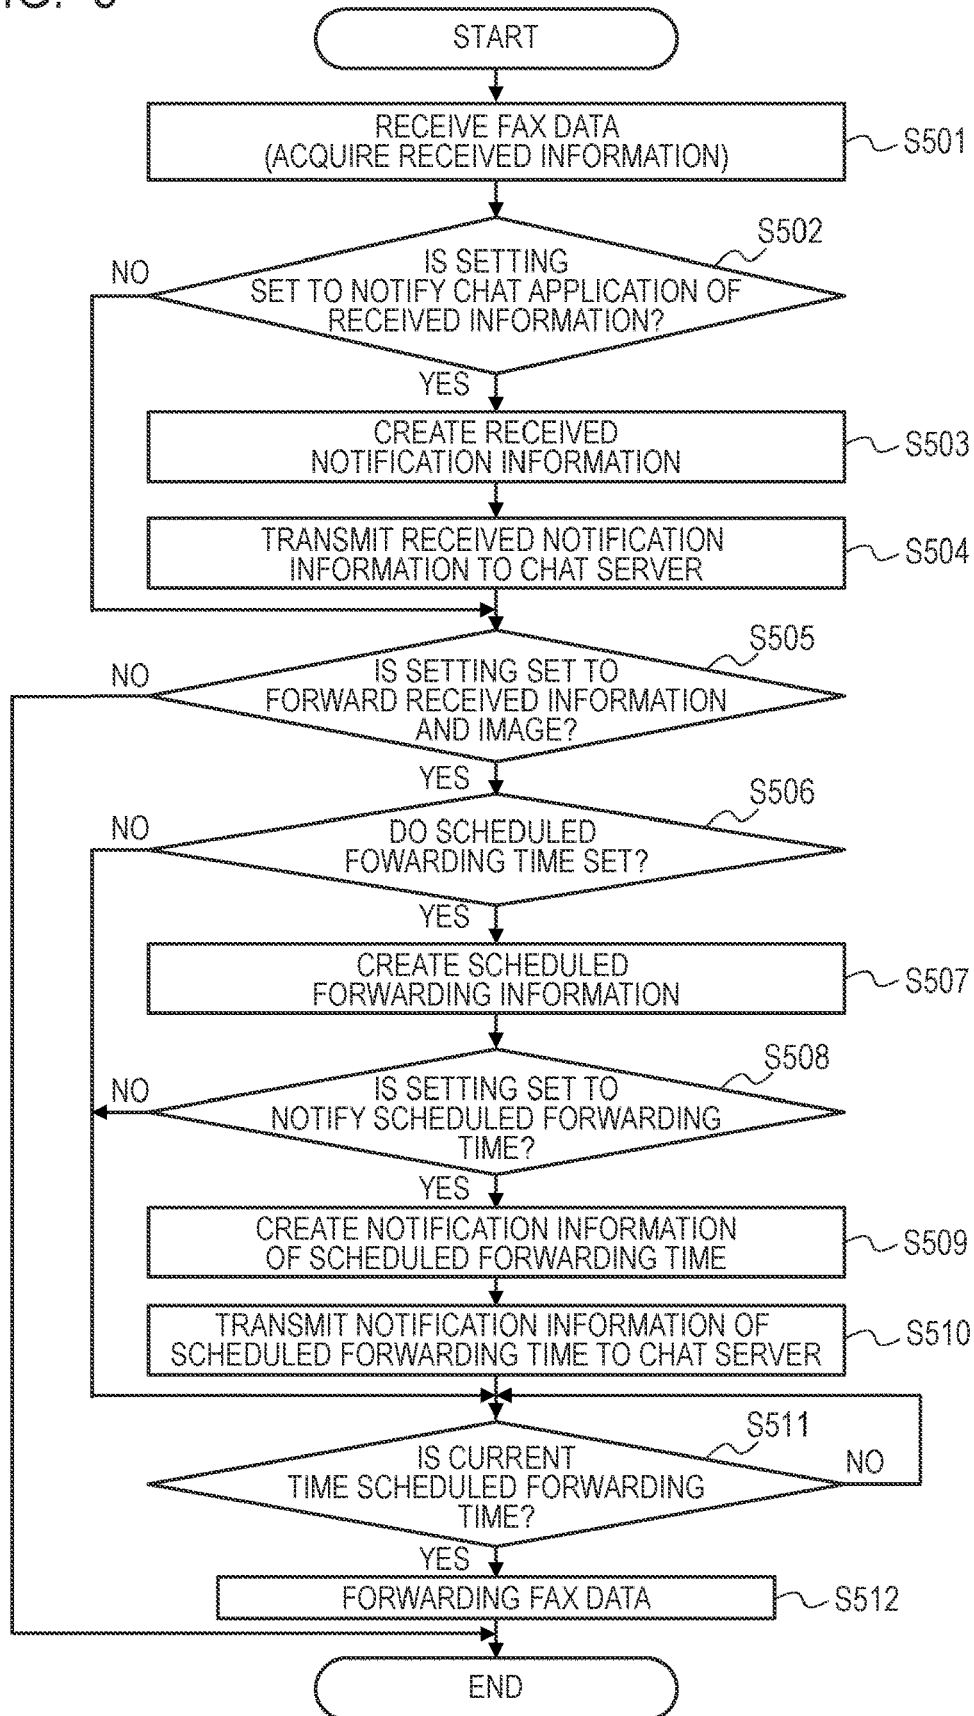 START
RECEIVE FAX DATA
(ACQUIRE RECEIVED INFORMATION)
S501
S502
NO
IS SETTING
SET TO NOTIFY CHAT APPLICATION OF
RECEIVED INFORMATION?
YES
CREATE RECEIVED
NOTIFICATION INFORMATION
S503
TRANSMIT RECEIVED NOTIFICATION
INFORMATION TO CHAT SERVER
S504
S505
NO
IS SETTING SET TO
FORWARD RECEIVED INFORMATION
AND IMAGE?
YES
S506
NO
DO SCHEDULED
FOWARDING TIME SET?
YES
CREATE SCHEDULED
FORWARDING INFORMATION
S507
S508
NO
IS SETTING SET TO
NOTIFY SCHEDULED FORWARDING
TIME?
YES
CREATE NOTIFICATION INFORMATION
OF SCHEDULED FORWARDING TIME
S509
TRANSMIT NOTIFICATION INFORMATION OF
SCHEDULED FORWARDING TIME TO CHAT SERVER
S510
S511
IS CURRENT
TIME SCHEDULED FORWARDING
TIME?
NO
YES
FORWARDING FAX DATA
S512
END